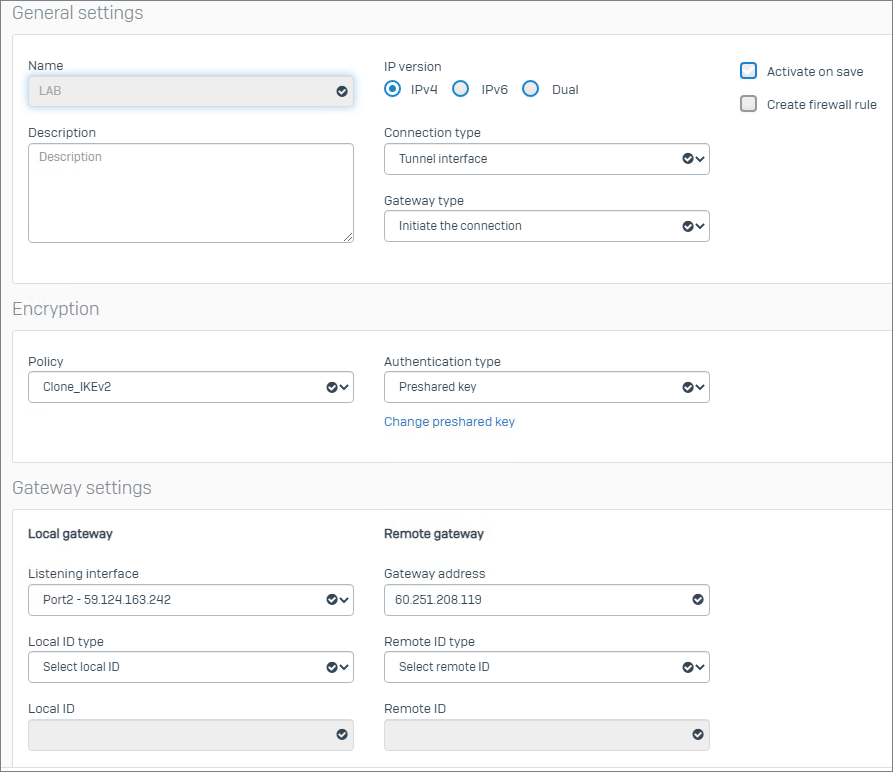 General settings
Name
LAB
Description
Description
IP version
IPv4 IPv6 Dual
Connection type
Tunnel interface
Gateway type
Initiate the connection
Activate on save
Create firewall rule
Encryption
Policy
Clone_IKEv2
Authentication type
Preshared key
Change preshared key
Gateway settings
Local gateway
Listening interface
Port2 - 59.124.163.242
Local ID type
Select local ID
Local ID
Remote gateway
Gateway address
60.251.208.119
Remote ID type
Select remote ID
Remote ID